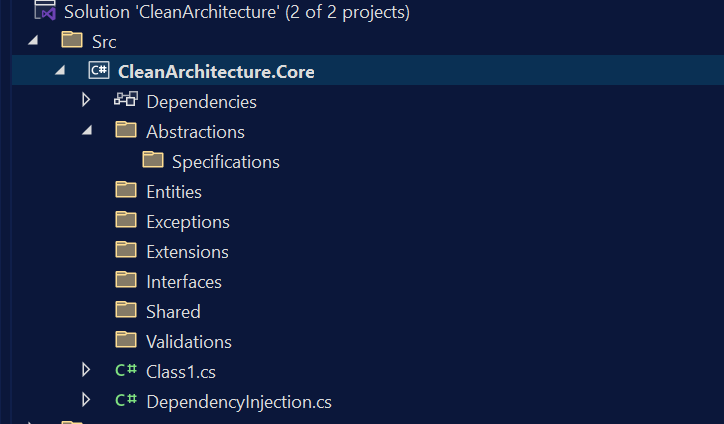 Solution 'CleanArchitecture' (2 of 2 projects)
Src
C# CleanArchitecture.Core
Dependencies
Abstractions
Specifications
Entities
Exceptions
Extensions
Interfaces
Shared
Validations
C# Class1.cs
C# DependencyInjection.cs